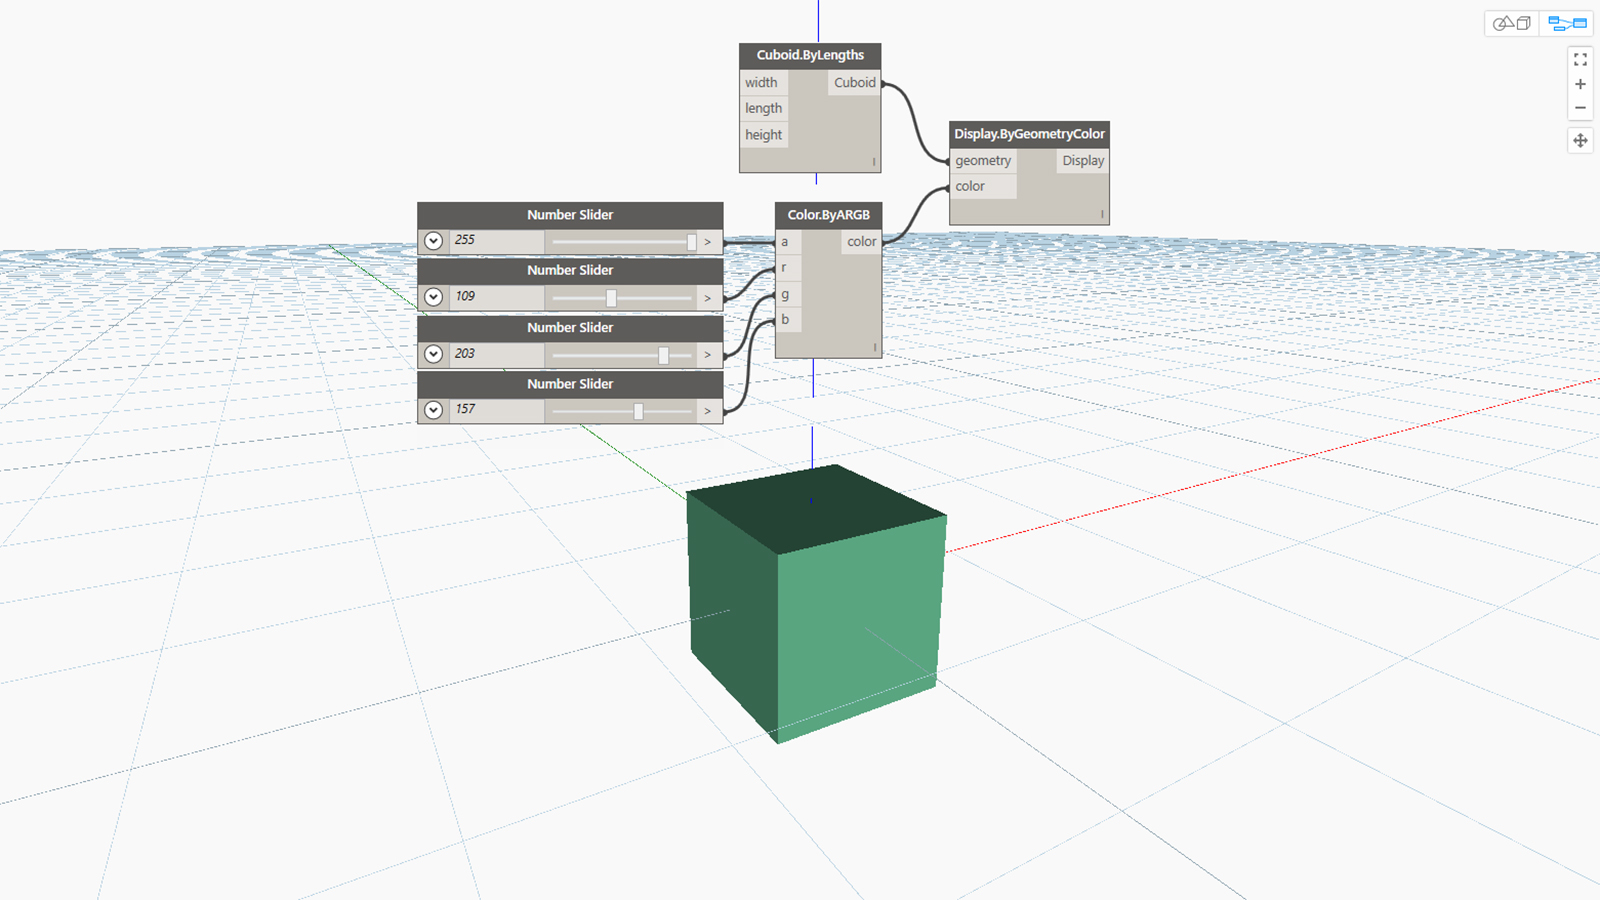 Cuboid.ByLengths
width Cuboid
length
height
Display.ByGeometryColor
geometry Display
color
Number Slider
255 >
Number Slider
109 >
Number Slider
203 >
Number Slider
157 >
Color.ByARGB
a color
r
g
b